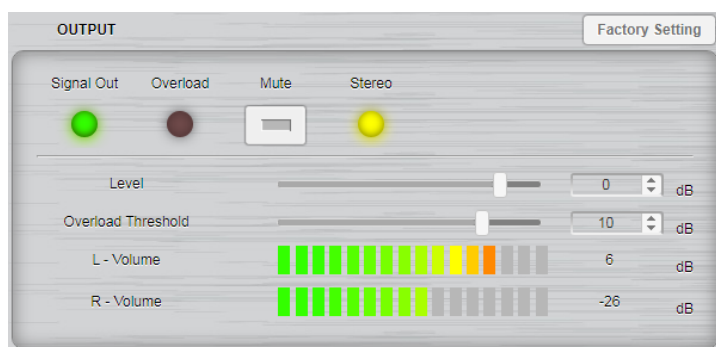 OUTPUT Factory Setting
Signal Out Overload Mute Stereo
Level 0 dB
Overload Threshold 10 dB
L - Volume 6 dB
R - Volume -26 dB